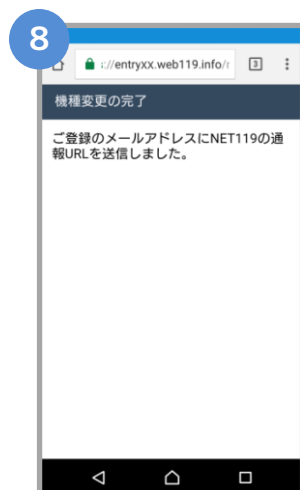 8
://entryxx.web119.info/r
3
機種変更の完了
ご登録のメールアドレスにNET119の通
報URLを送信しました。